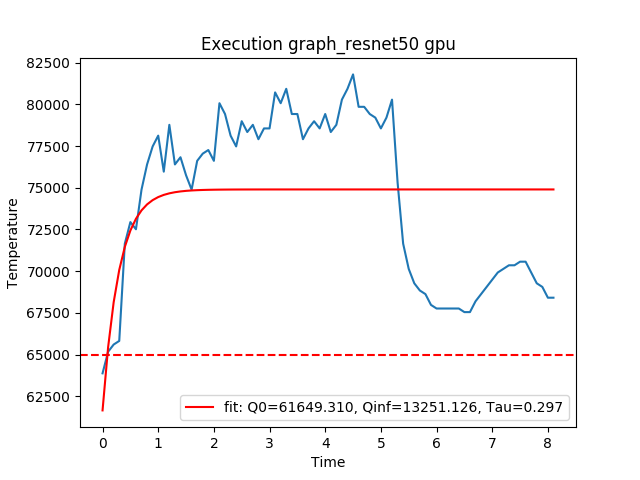 Execution graph_resnet50 gpu
Temperature
82500
80000
77500
75000
72500
70000
67500
65000
62500
fit: Q0=61649.310, Qinf=13251.126, Tau=0.297
0 1 2 3 4 5 6 7 8
Time